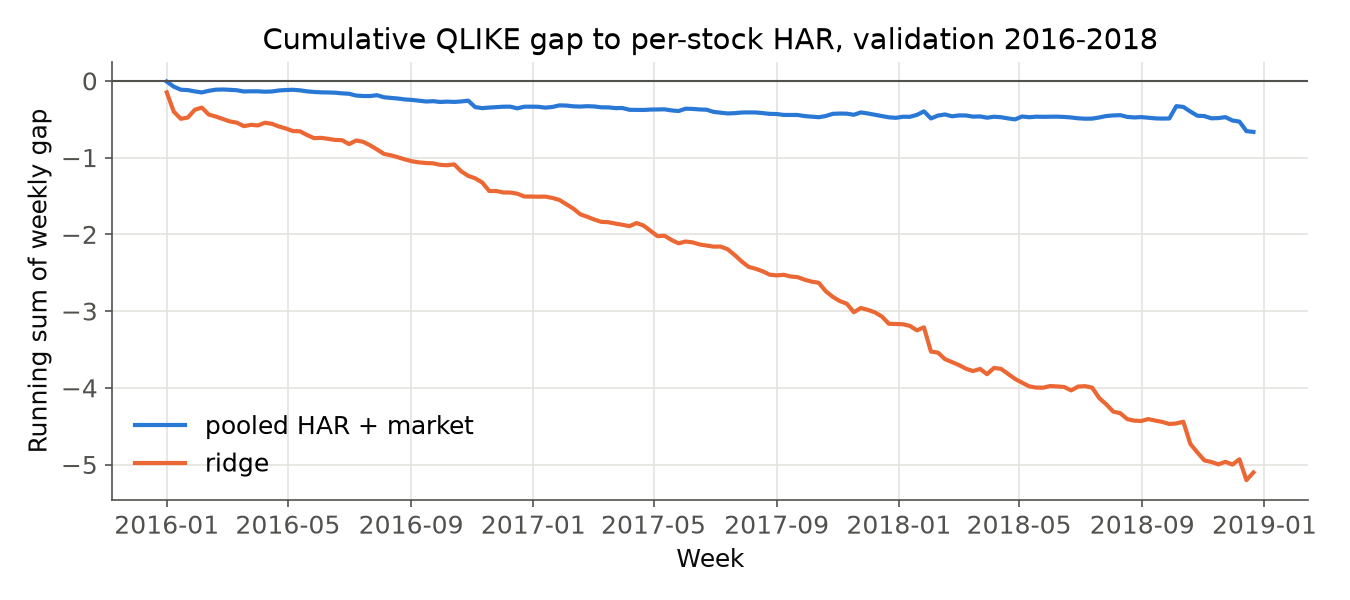 Cumulative QLIKE gap to per-stock HAR, validation 2016-2018
Running sum of weekly gap
0
−1
−2
−3
−4
−5
pooled HAR + market
ridge
2016-01 2016-05 2016-09 2017-01 2017-05 2017-09 2018-01 2018-05 2018-09 2019-01
Week